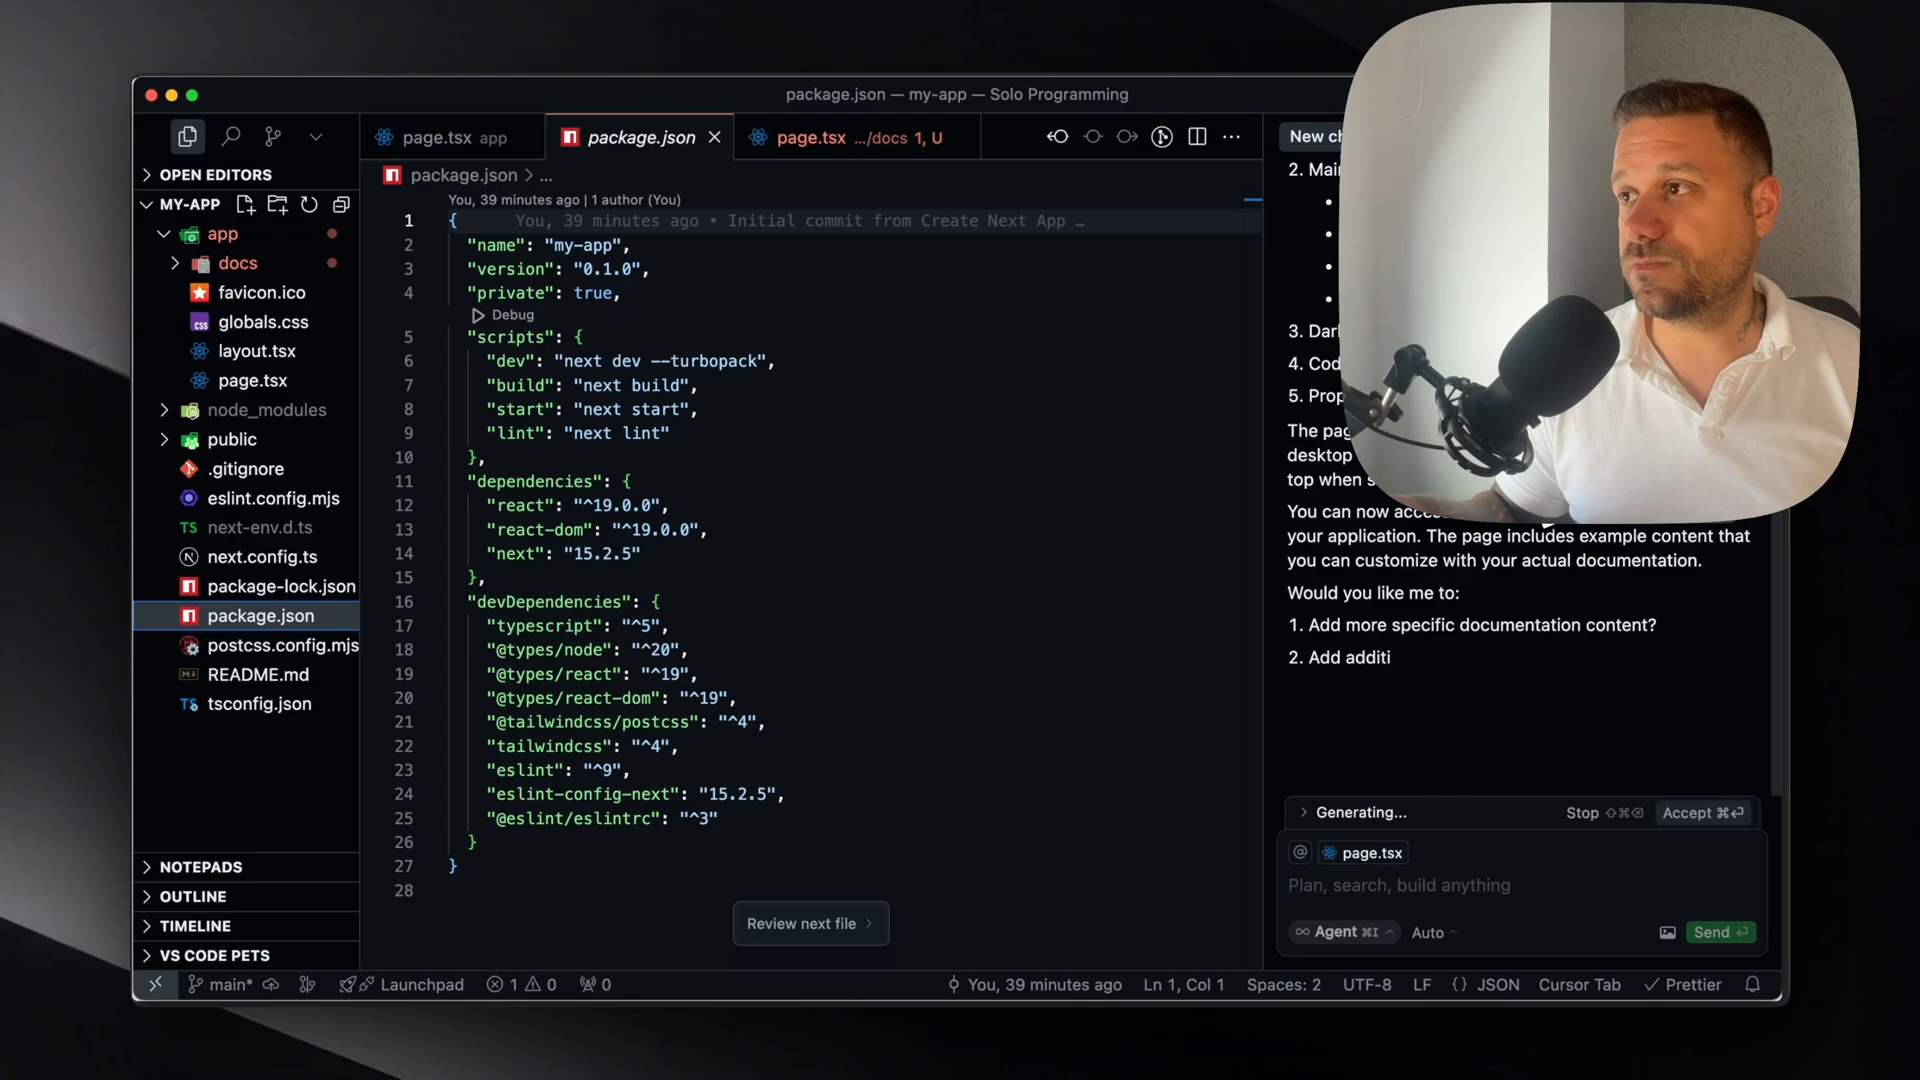 package.json — my-app — Solo Programming
page.tsx app
package.json
page.tsx .../docs 1, U
New
OPEN EDITORS
MY-APP
app
docs
favicon.ico
globals.css
layout.tsx
page.tsx
node_modules
public
.gitignore
eslint.config.mjs
next-env.d.ts
next.config.ts
package-lock.json
package.json
postcss.config.mjs
README.md
tsconfig.json
NOTEPADS
OUTLINE
TIMELINE
VS CODE PETS
package.json > ...
You, 39 minutes ago | 1 author (You)
1 { You, 39 minutes ago • Initial commit from Create Next App …
2 "name": "my-app",
3 "version": "0.1.0",
4 "private": true,
Debug
5 "scripts": {
6 "dev": "next dev --turbopack",
7 "build": "next build",
8 "start": "next start",
9 "lint": "next lint"
10 },
11 "dependencies": {
12 "react": "^19.0.0",
13 "react-dom": "^19.0.0",
14 "next": "15.2.5"
15 },
16 "devDependencies": {
17 "typescript": "^5",
18 "@types/node": "^20",
19 "@types/react": "^19",
20 "@types/react-dom": "^19",
21 "@tailwindcss/postcss": "^4",
22 "tailwindcss": "^4",
23 "eslint": "^9",
24 "eslint-config-next": "15.2.5",
25 "@eslint/eslintrc": "^3"
26 }
27 }
28
Review next file >
2.
3.
4.
5.
The
desktop
top when
You can now
your application. The page includes example content that
you can customize with your actual documentation.
Would you like me to:
1. Add more specific documentation content?
2. Add additi
> Generating...
Stop ⇧⌘⌫
Accept ⌘⏎
@ page.tsx
Plan, search, build anything
∞ Agent ⌘I
Auto
Send ⏎
main*
Launchpad
1
0
0
You, 39 minutes ago
Ln 1, Col 1
Spaces: 2
UTF-8
LF
{} JSON
Cursor Tab
Prettier